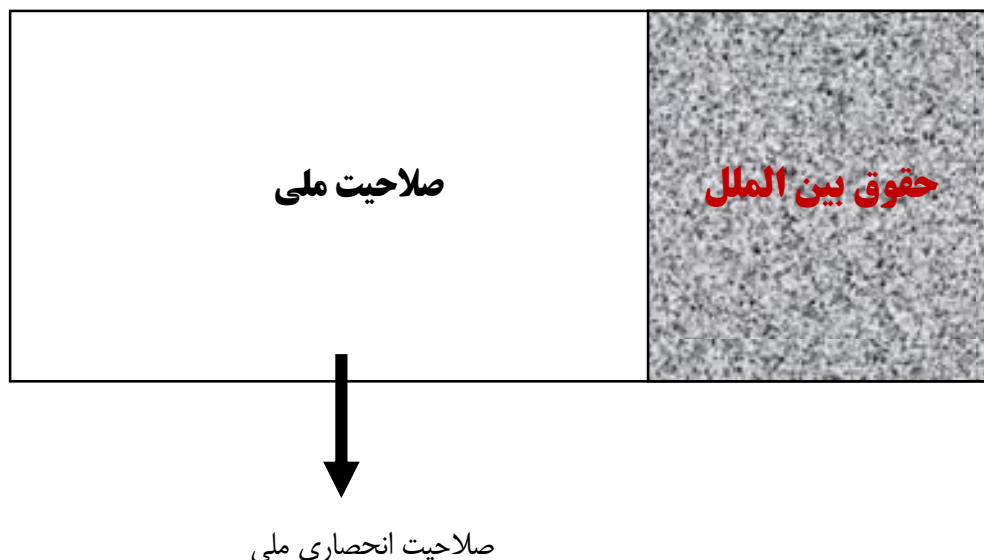 حقوق بین الملل
صلاحیت ملی
صلاحیت انحصاری ملی